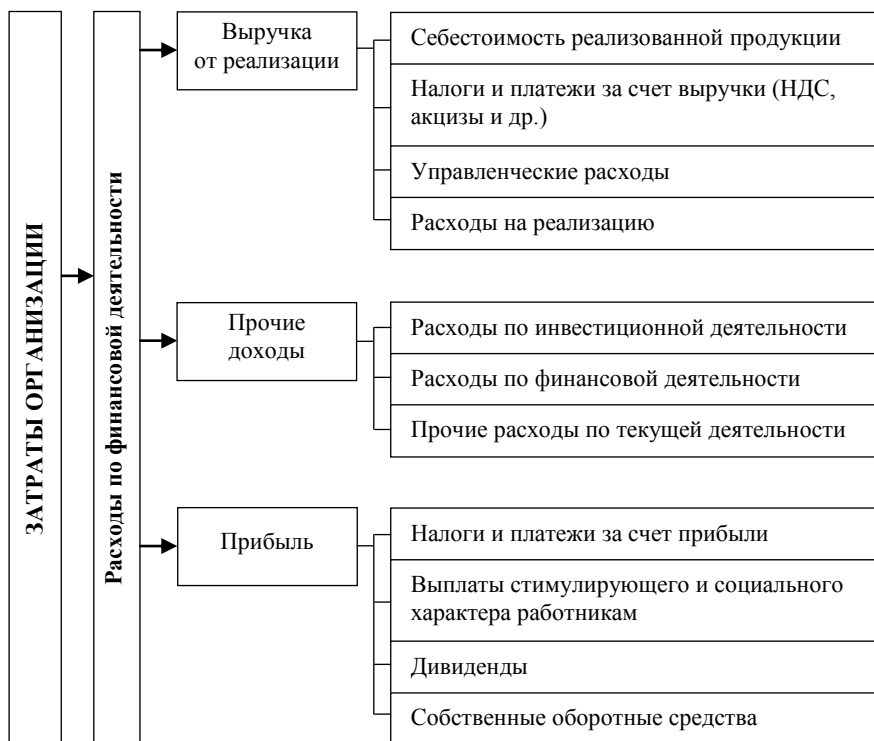 ЗАТРАТЫ ОРГАНИЗАЦИИ
Расходы по финансовой деятельности
Выручка
от реализации
Себестоимость реализованной продукции
Налоги и платежи за счет выручки (НДС,
акцизы и др.)
Управленческие расходы
Расходы на реализацию
Прочие
доходы
Расходы по инвестиционной деятельности
Расходы по финансовой деятельности
Прочие расходы по текущей деятельности
Прибыль
Налоги и платежи за счет прибыли
Выплаты стимулирующего и социального
характера работникам
Дивиденды
Собственные оборотные средства